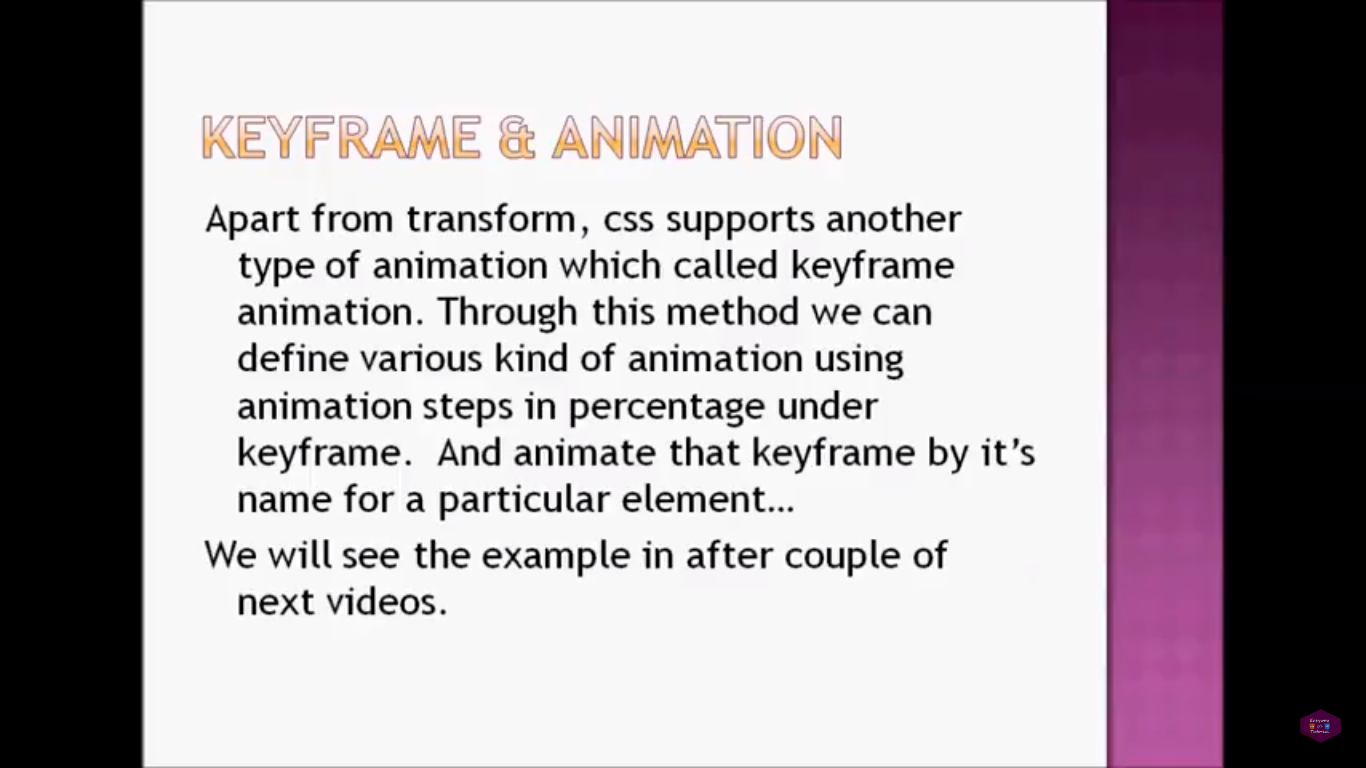 KEYFRAME & ANIMATION
Apart from transform, css supports another
type of animation which called keyframe
animation. Through this method we can
define various kind of animation using
animation steps in percentage under
keyframe.  And animate that keyframe by it’s
name for a particular element…
We will see the example in after couple of
next videos.